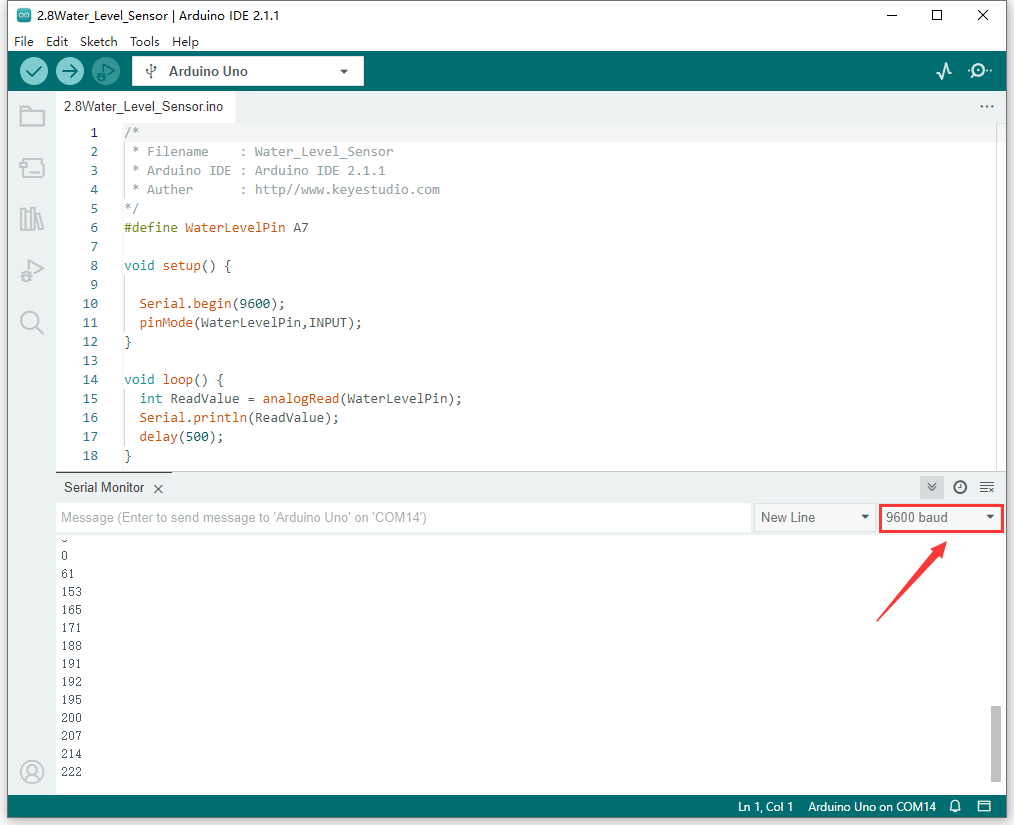 2.8Water_Level_Sensor | Arduino IDE 2.1.1
File Edit Sketch Tools Help
Arduino Uno
2.8Water_Level_Sensor.ino
1 /*
2 * Filename : Water_Level_Sensor
3 * Arduino IDE : Arduino IDE 2.1.1
4 * Auther : http//www.keyestudio.com
5 */
6 #define WaterLevelPin A7
7
8 void setup() {
9
10 Serial.begin(9600);
11 pinMode(WaterLevelPin,INPUT);
12 }
13
14 void loop() {
15 int ReadValue = analogRead(WaterLevelPin);
16 Serial.println(ReadValue);
17 delay(500);
18 }
Serial Monitor
Message (Enter to send message to 'Arduino Uno' on 'COM14')
New Line
9600 baud
0
61
153
165
171
188
191
192
195
200
207
214
222
Ln 1, Col 1 Arduino Uno on COM14